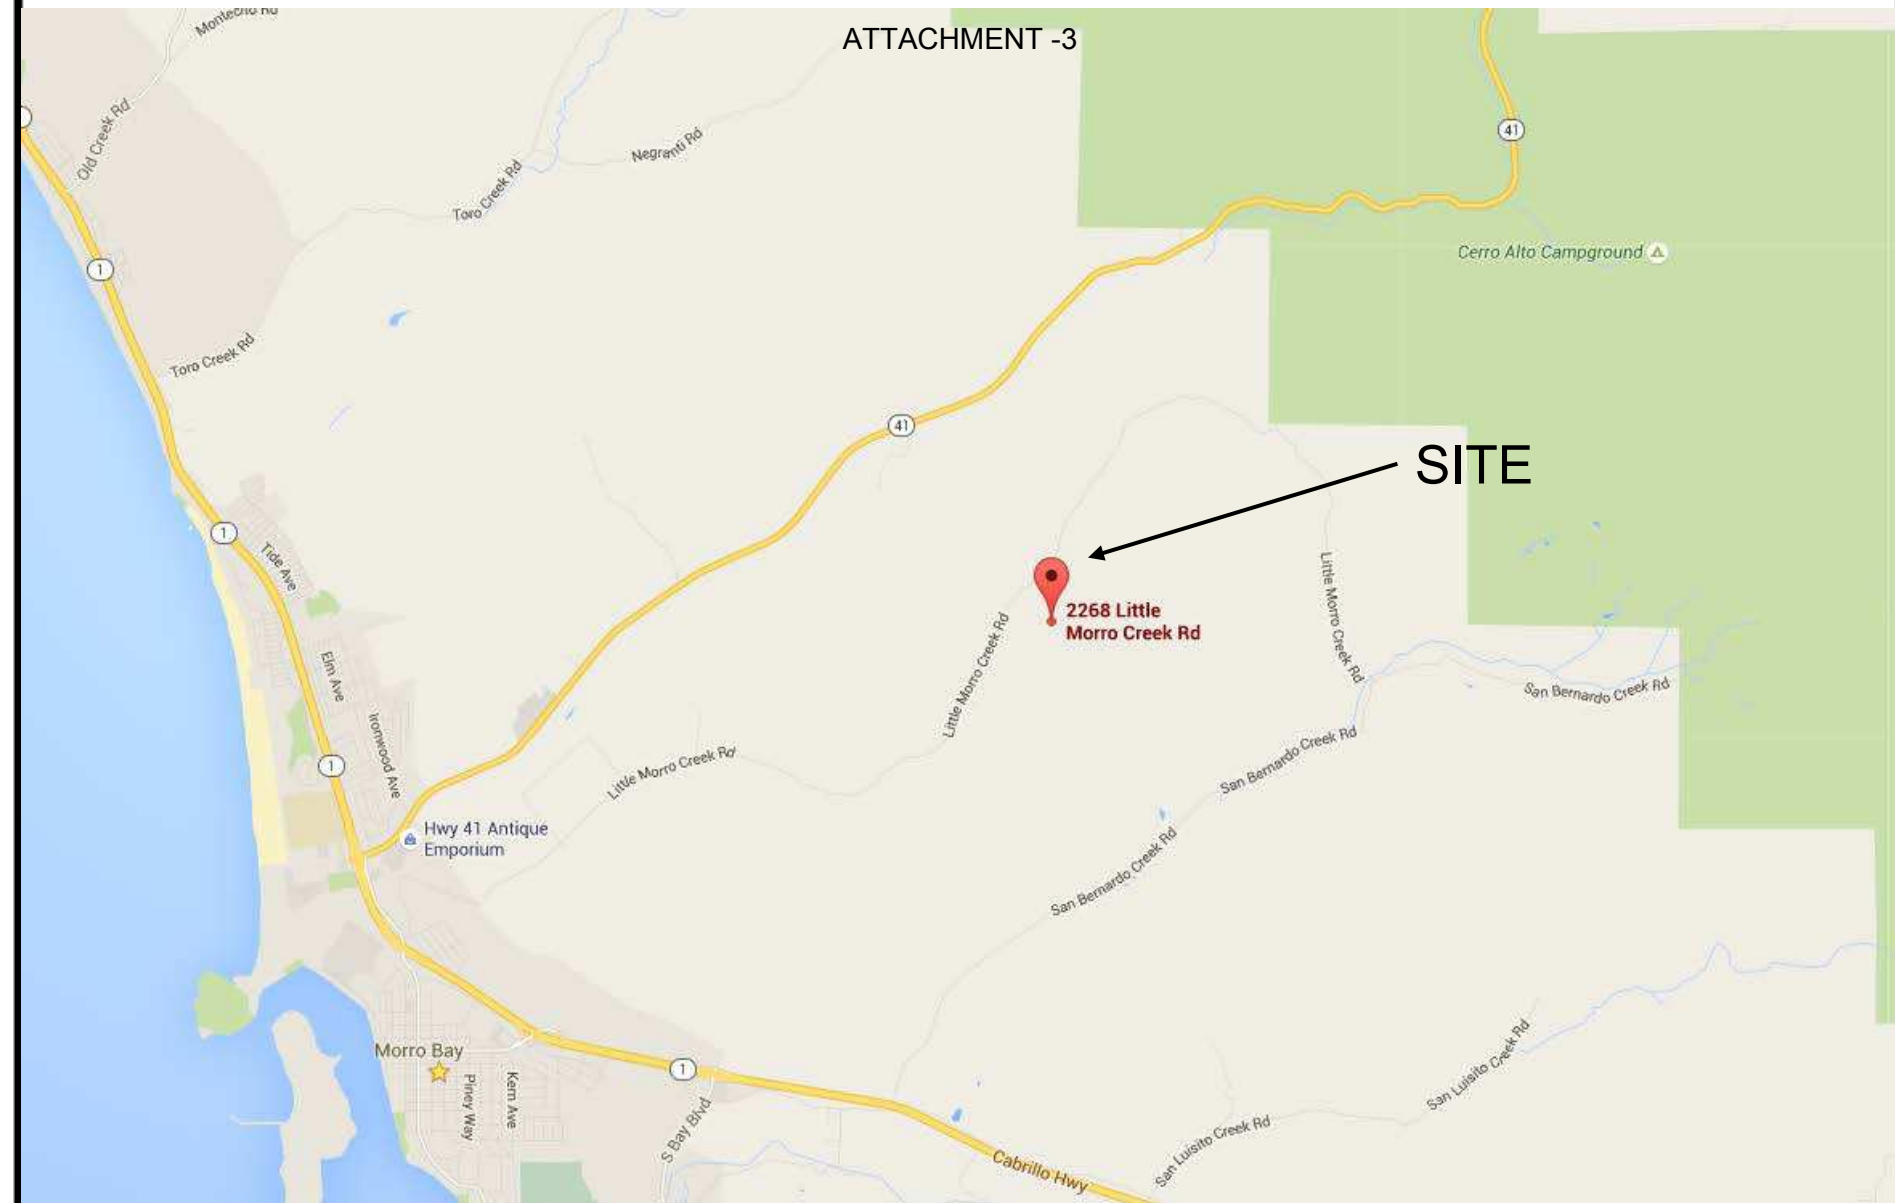 Montecito Rd
ATTACHMENT -3
Old Creek Rd
41
Negranti Rd
Toro Creek Rd
Cerro Alto Campground
1
Toro Creek Rd
41
SITE
1
Tide Ave
Little Morro Creek Rd
2268 Little
Morro Creek Rd
Little Morro Creek Rd
Elm Ave
San Bernardo Creek Rd
Ironwood Ave
San Bernardo Creek Rd
1
Little Morro Creek Rd
Hwy 41 Antique
Emporium
San Bernardo Creek Rd
Morro Bay
1
San Luisito Creek Rd
Piney Way
Kern Ave
S Bay Blvd
San Luisito Creek Rd
Cabrillo Hwy